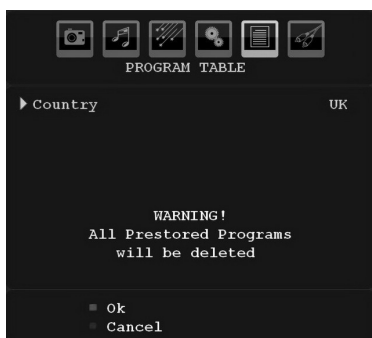 PROGRAM TABLE
Country UK
WARNING!
All Prestored Programs
will be deleted
Ok
Cancel